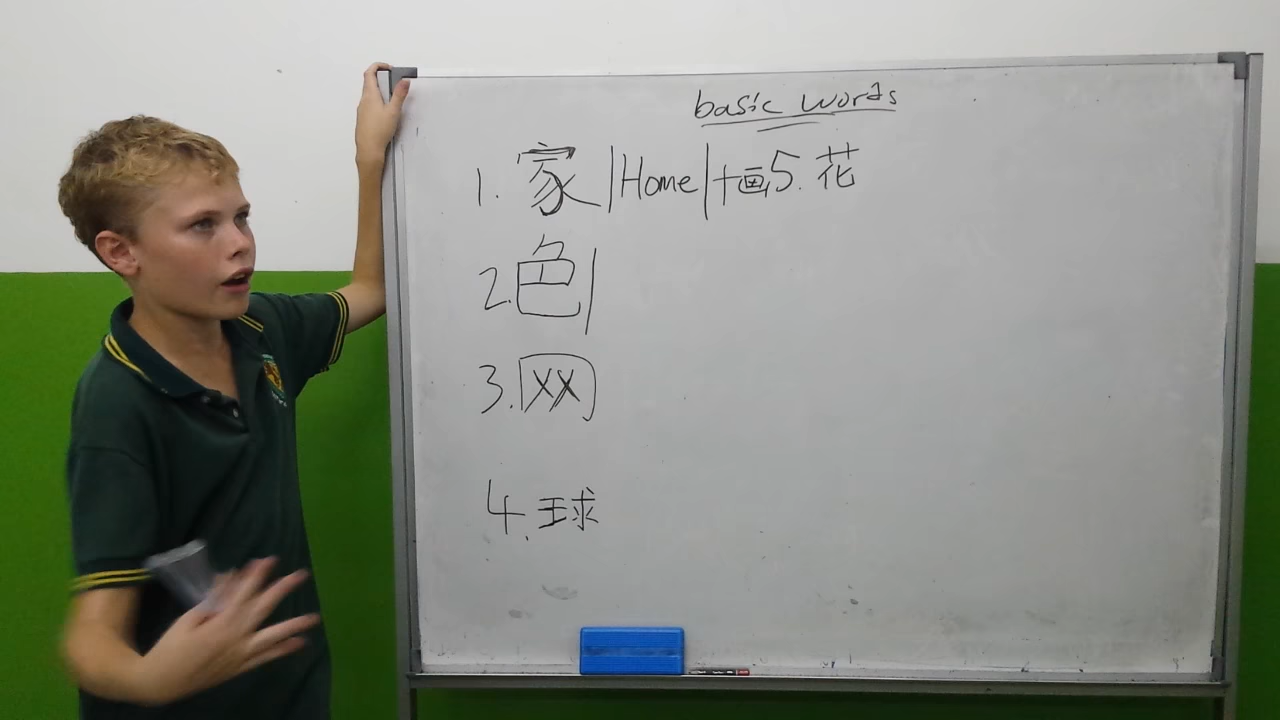 basic words
1. 家 |Home| 十画 5. 花
2. 色|
3. 网
4. 球